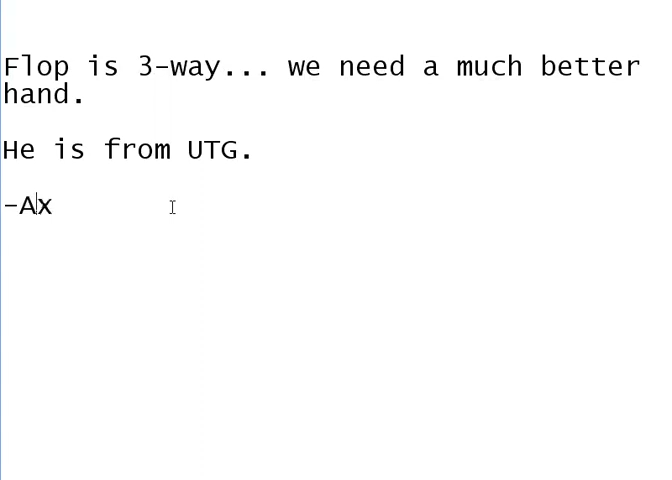 Flop is 3-way... we need a much better
hand.
He is from UTG.
-Ax